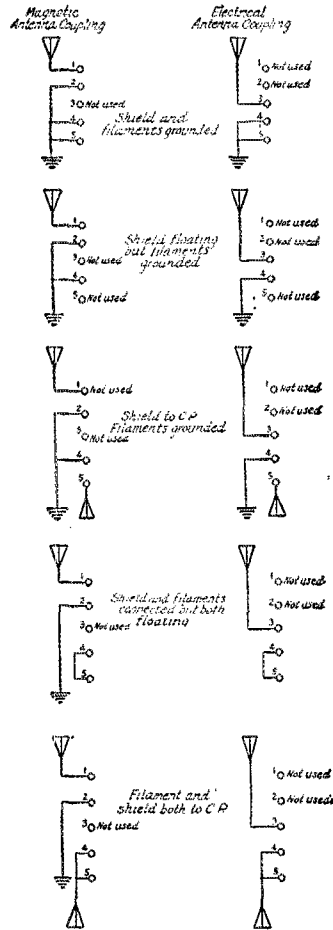 Magnetic
Antenna Coupling
Electrical
Antenna Coupling
1
2
3 Not used
4
5
Shield and
filaments grounded
1 Not used
2 Not used
3
4
5
1
2
3 Not used
4
5 Not used
Shield floating
but filaments
grounded
1 Not used
2 Not used
3
4
5 Not used
1 Not used
2
3 Not used
4
5
Shield to C.P.
Filaments grounded
1 Not used
2 Not used
3
4
5
1
2
3 Not used
4
5
Shield and filaments
connected but both
floating
1 Not used
2 Not used
3
4
5
1
2
3 Not used
4
5
Filament and
shield both to C.P.
1 Not used
2 Not used
3
4
5